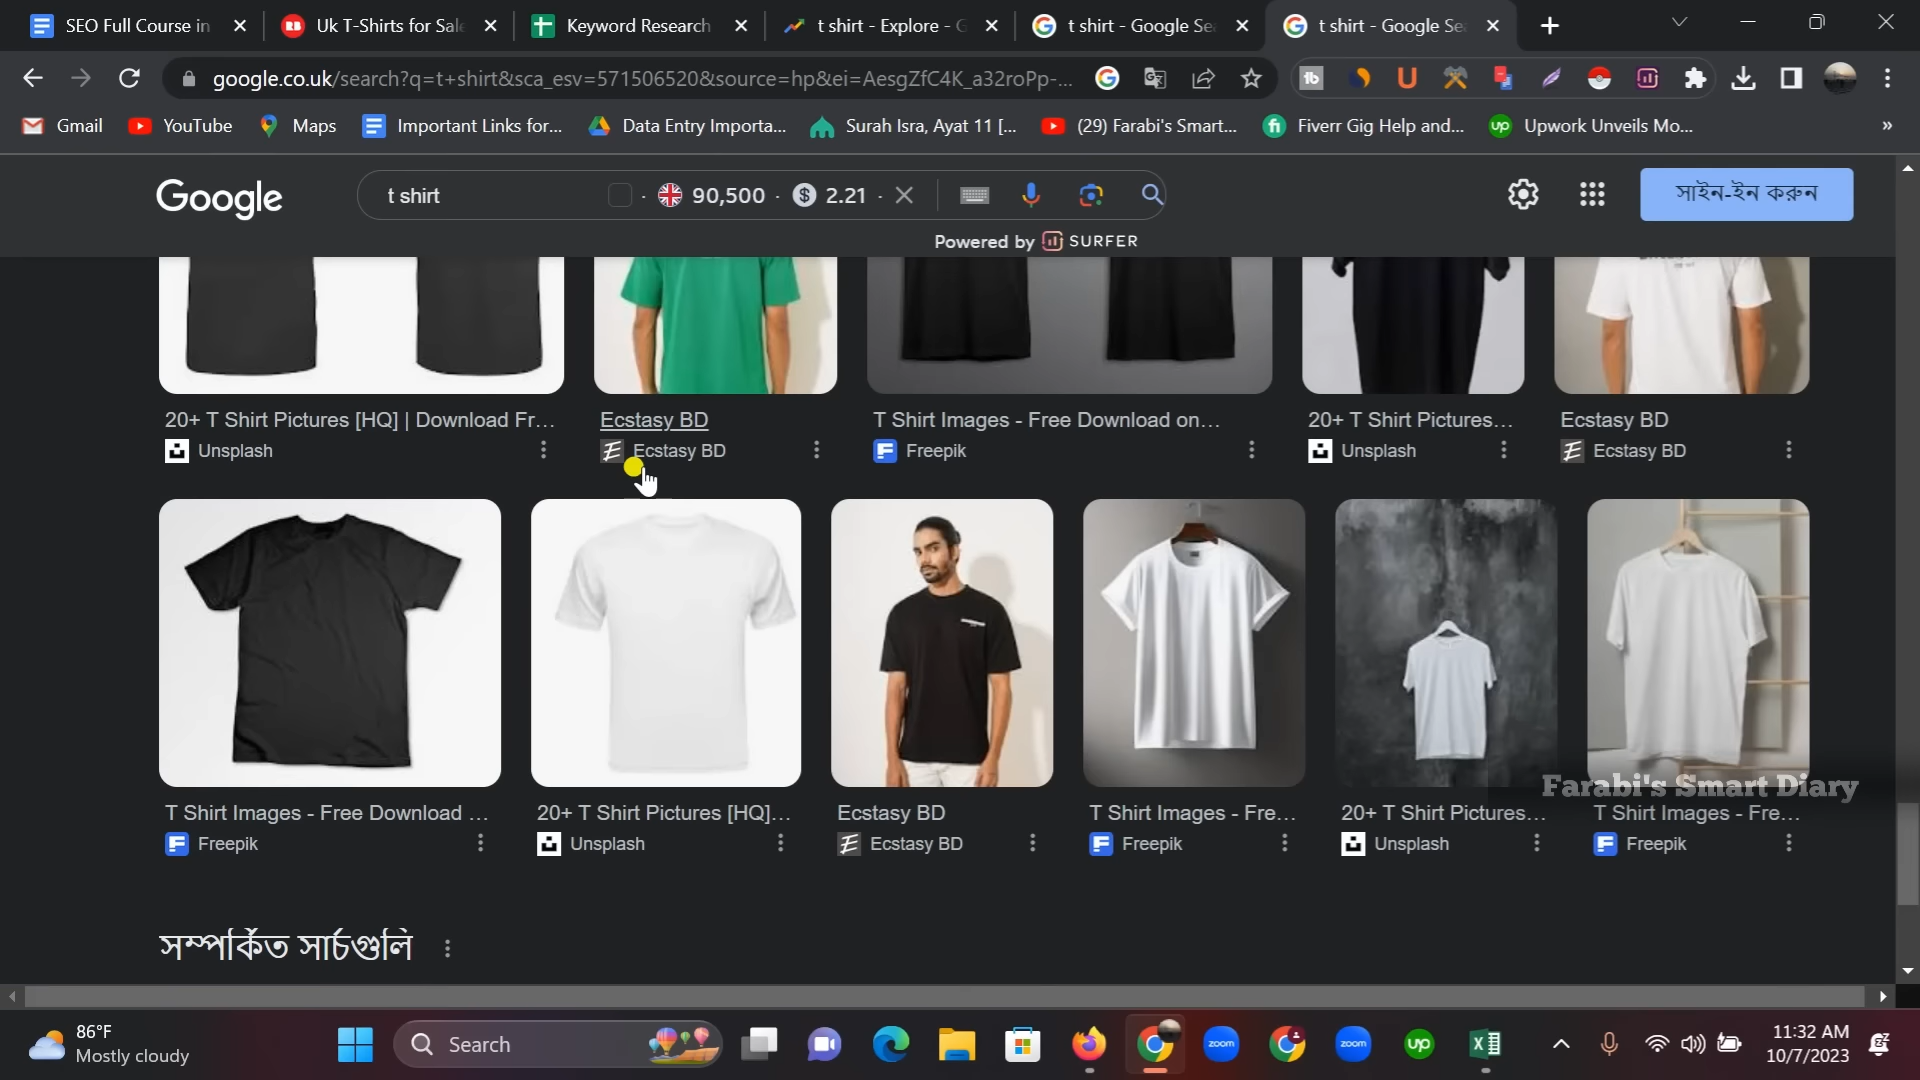 SEO Full Course in
Uk T-Shirts for Sale
Keyword Research
t shirt - Explore - G
t shirt - Google Se
t shirt - Google Se
google.co.uk/search?q=t+shirt&sca_esv=571506520&source=hp&ei=AesgZfC4K_a32roPp-...
Gmail
YouTube
Maps
Important Links for...
Data Entry Importa...
Surah Isra, Ayat 11 [...
(29) Farabi's Smart...
Fiverr Gig Help and...
Upwork Unveils Mo...
»
Google
t shirt
· 90,500 · 2.21 ·
সাইন-ইন করুন
Powered by SURFER
20+ T Shirt Pictures [HQ] | Download Fr...
Unsplash
Ecstasy BD
Ecstasy BD
T Shirt Images - Free Download on...
Freepik
20+ T Shirt Pictures...
Unsplash
Ecstasy BD
Ecstasy BD
T Shirt Images - Free Download ...
Freepik
20+ T Shirt Pictures [HQ]...
Unsplash
Ecstasy BD
Ecstasy BD
T Shirt Images - Fre...
Freepik
20+ T Shirt Pictures...
Unsplash
Farabi's Smart Diary
T Shirt Images - Fre...
Freepik
সম্পর্কিত সার্চগুলি
86°F
Mostly cloudy
Search
zoom
zoom
up
11:32 AM
10/7/2023